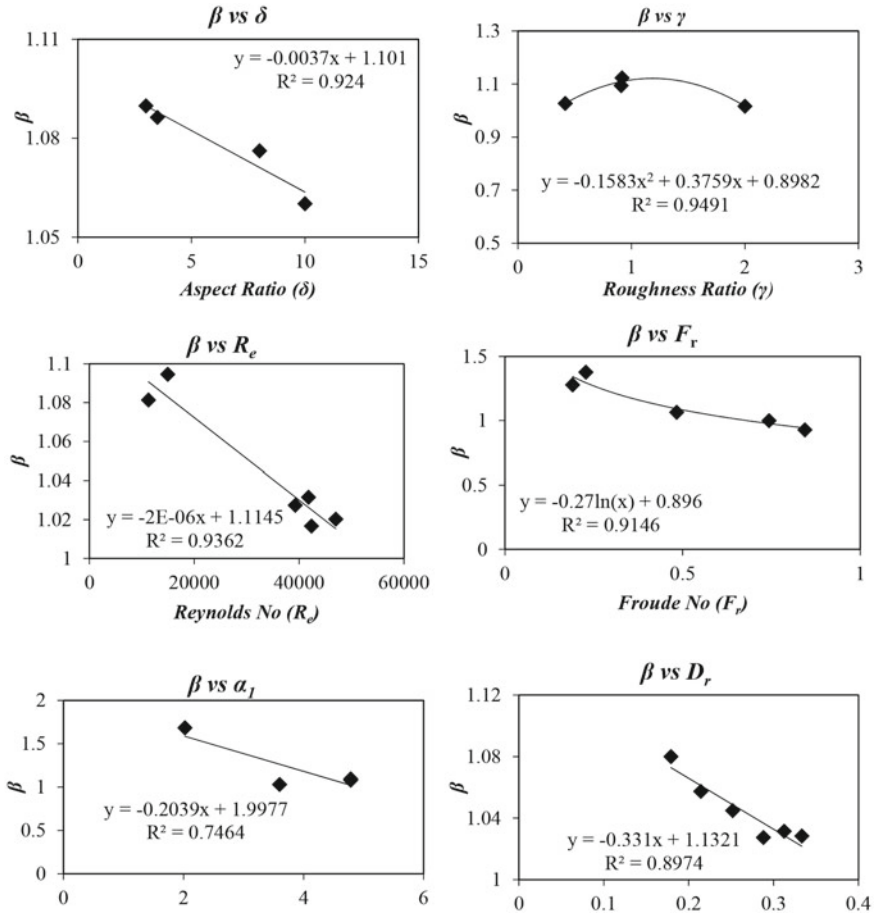 β vs δ
1.11
1.08
1.05
β
y = -0.0037x + 1.101
R² = 0.924
0 5 10 15
Aspect Ratio (δ)
β vs γ
1.5
1.3
1.1
0.9
0.7
0.5
β
y = -0.1583x² + 0.3759x + 0.8982
R² = 0.9491
0 1 2 3
Roughness Ratio (γ)
β vs Rₑ
1.1
1.08
1.06
1.04
1.02
1
β
y = -2E-06x + 1.1145
R² = 0.9362
0 20000 40000 60000
Reynolds No (Rₑ)
β vs Fᵣ
1.5
1
0.5
0
β
y = -0.27ln(x) + 0.896
R² = 0.9146
0 0.5 1
Froude No (Fᵣ)
β vs α₁
2
1.5
1
0.5
0
β
y = -0.2039x + 1.9977
R² = 0.7464
0 2 4 6
β vs Dᵣ
1.12
1.08
1.04
1
β
y = -0.331x + 1.1321
R² = 0.8974
0 0.1 0.2 0.3 0.4